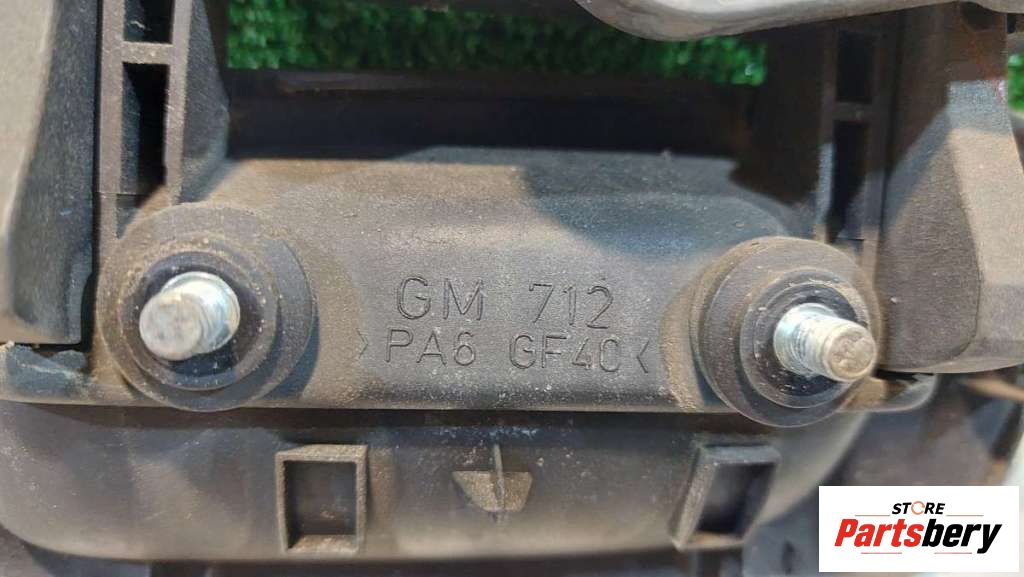 GM 712
>PA6 GF40<
STORE
Partsbery